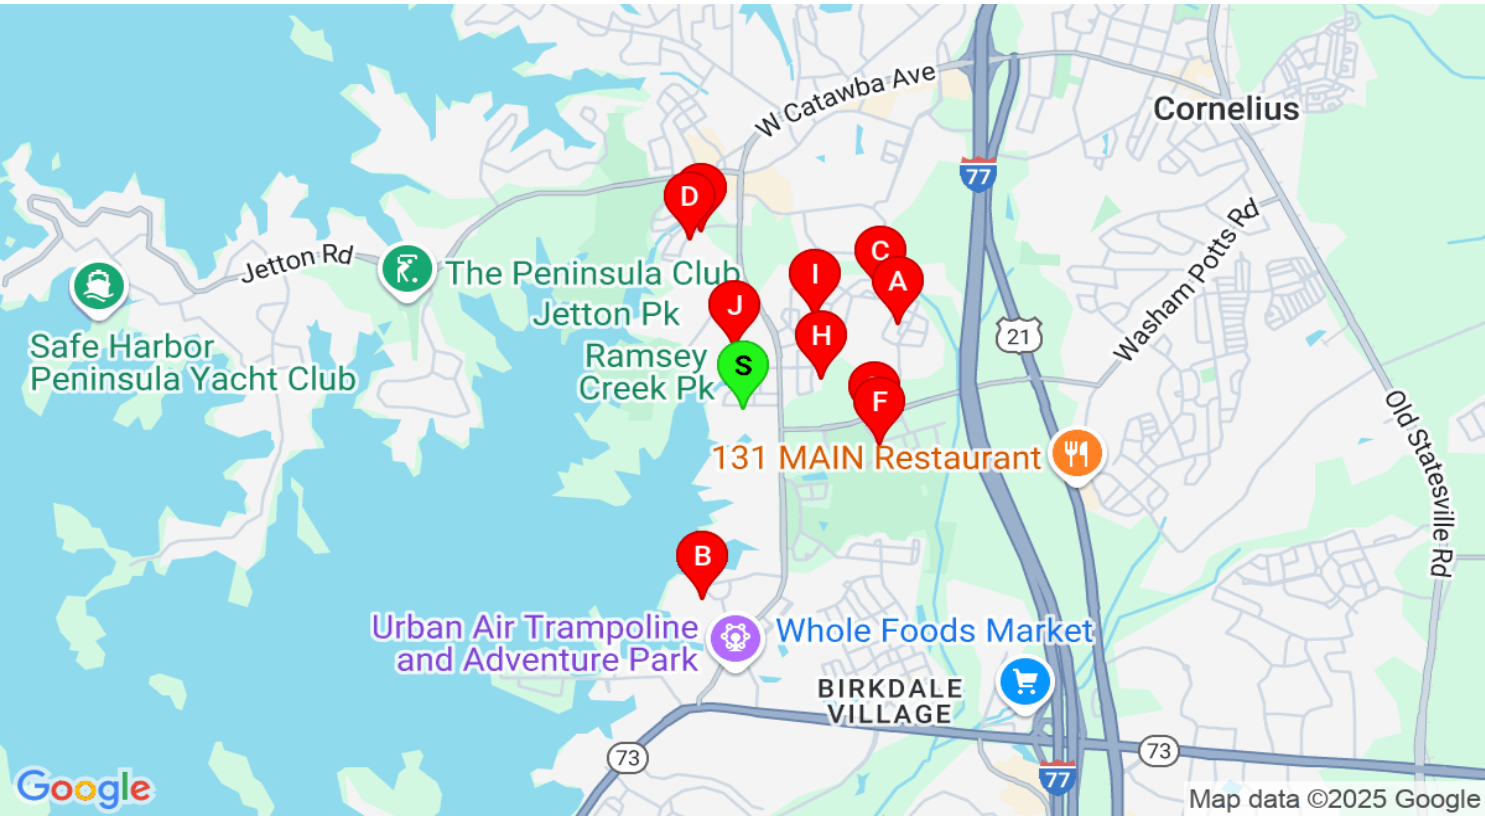 W Catawba Ave
Cornelius
77
D
C
I
A
Jetton Rd
The Peninsula Club
J
Jetton Pk
Washam Potts Rd
21
H
Safe Harbor
Peninsula Yacht Club
Ramsey
Creek Pk
S
F
131 MAIN Restaurant
Old Statesville Rd
B
Urban Air Trampoline
and Adventure Park
Whole Foods Market
BIRKDALE
VILLAGE
73
73
77
Google
Map data ©2025 Google